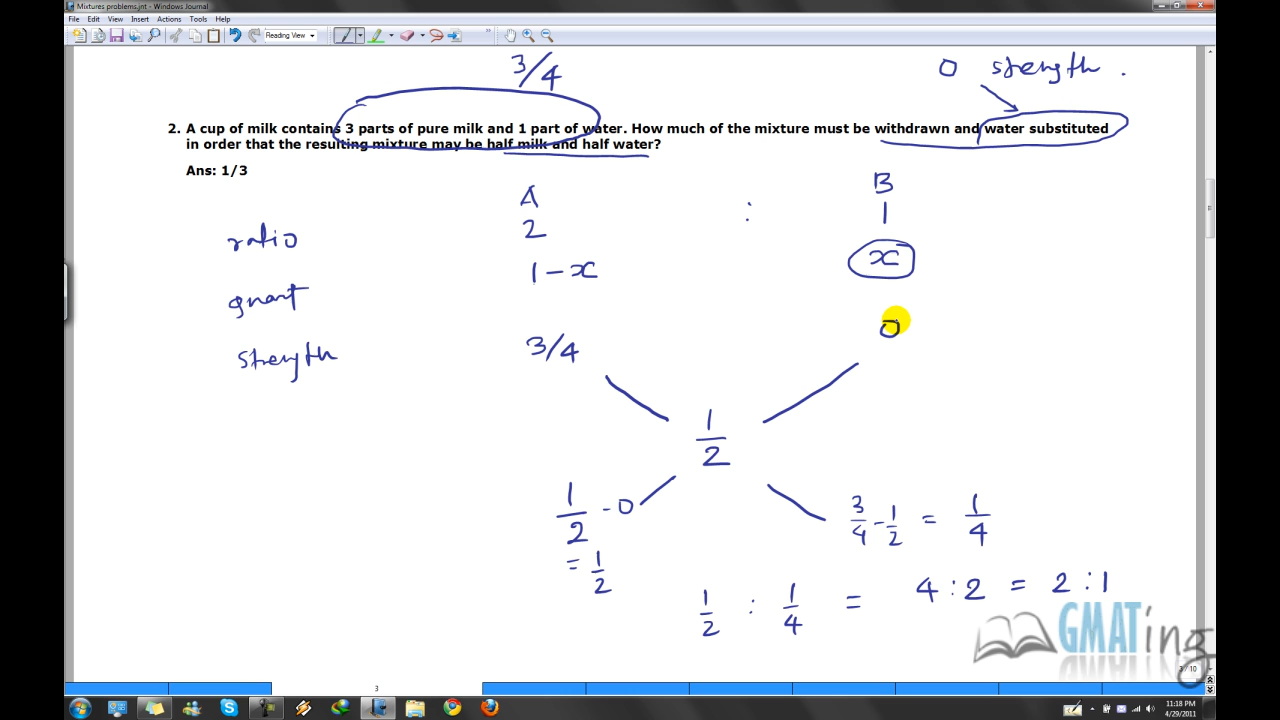 Mixtures problems.jnt - Windows Journal
File Edit View Insert Actions Tools Help
Reading View
3/4
0 strength.
2. A cup of milk contains 3 parts of pure milk and 1 part of water. How much of the mixture must be withdrawn and water substituted
in order that the resulting mixture may be half milk and half water?
Ans: 1/3
A B
ratio 2 : 1
quant 1-x x
strength 3/4 0
1/2
1/2 - 0
= 1/2
3/4 - 1/2 = 1/4
1/2 : 1/4 = 4:2 = 2:1
GMATing
3 / 10
3
11:18 PM
4/29/2011